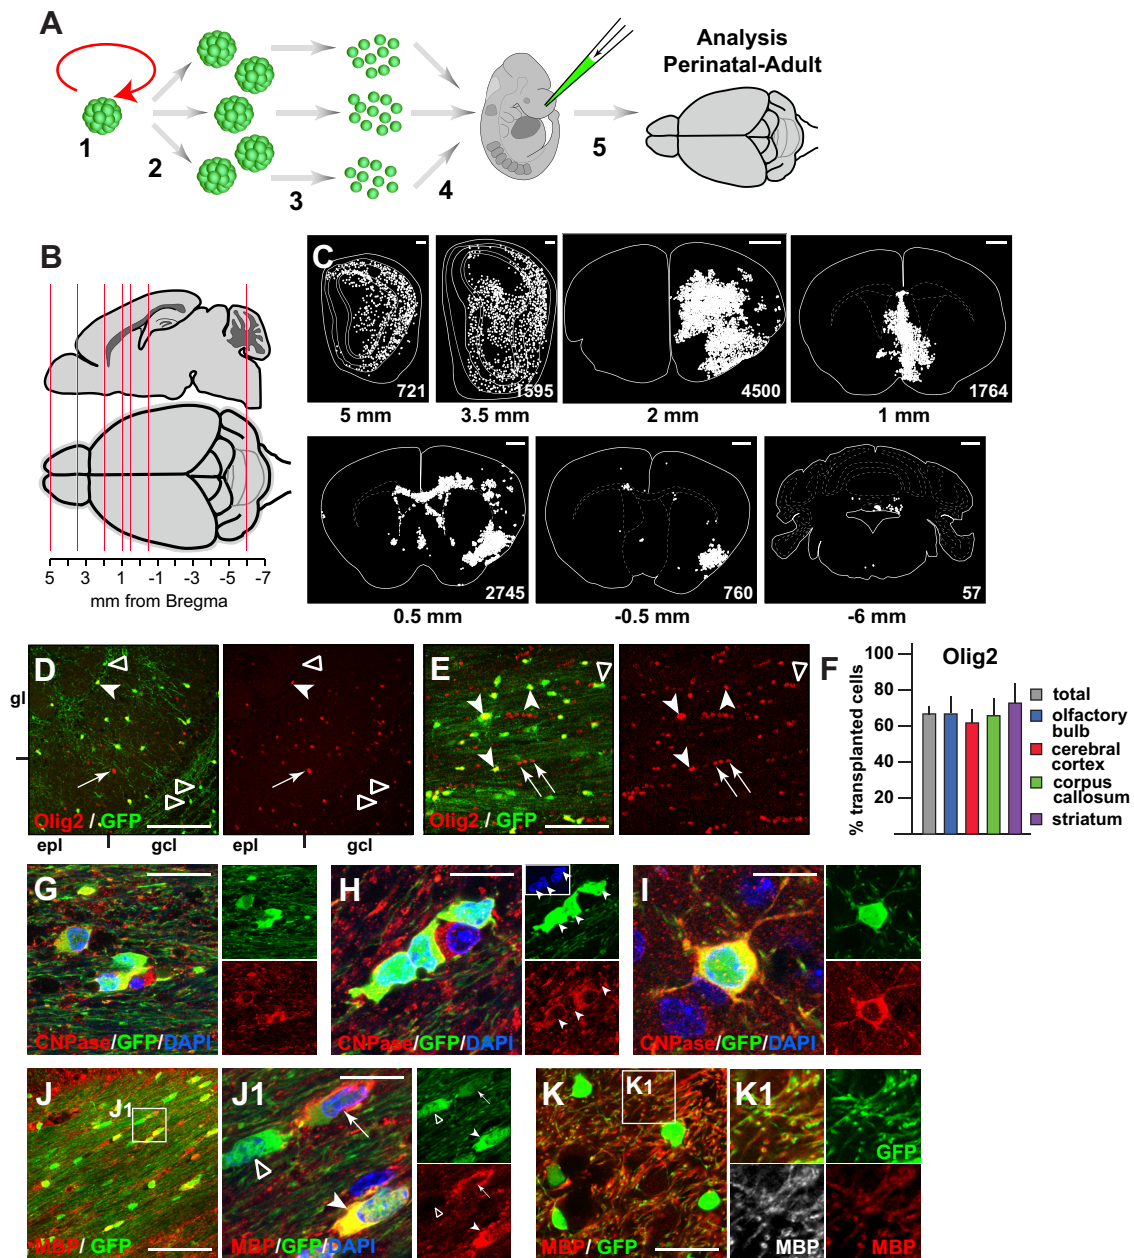 A
1
2
3
4
5
Analysis
Perinatal-Adult
B
5 3 1 -1 -3 -5 -7
mm from Bregma
C
721
5 mm
1595
3.5 mm
4500
2 mm
1764
1 mm
2745
0.5 mm
760
-0.5 mm
57
-6 mm
D
gl
Olig2 / GFP
epl
gcl
E
Olig2 / GFP
F
Olig2
% transplanted cells
100
80
60
40
20
total
olfactory
bulb
cerebral
cortex
corpus
callosum
striatum
G
CNPase/GFP/DAPI
H
CNPase/GFP/DAPI
I
CNPase/GFP/DAPI
J
J1
MBP/ GFP
J1
MBP/GFP/DAPI
K
K1
MBP/ GFP
K1
GFP
MBP
MBP